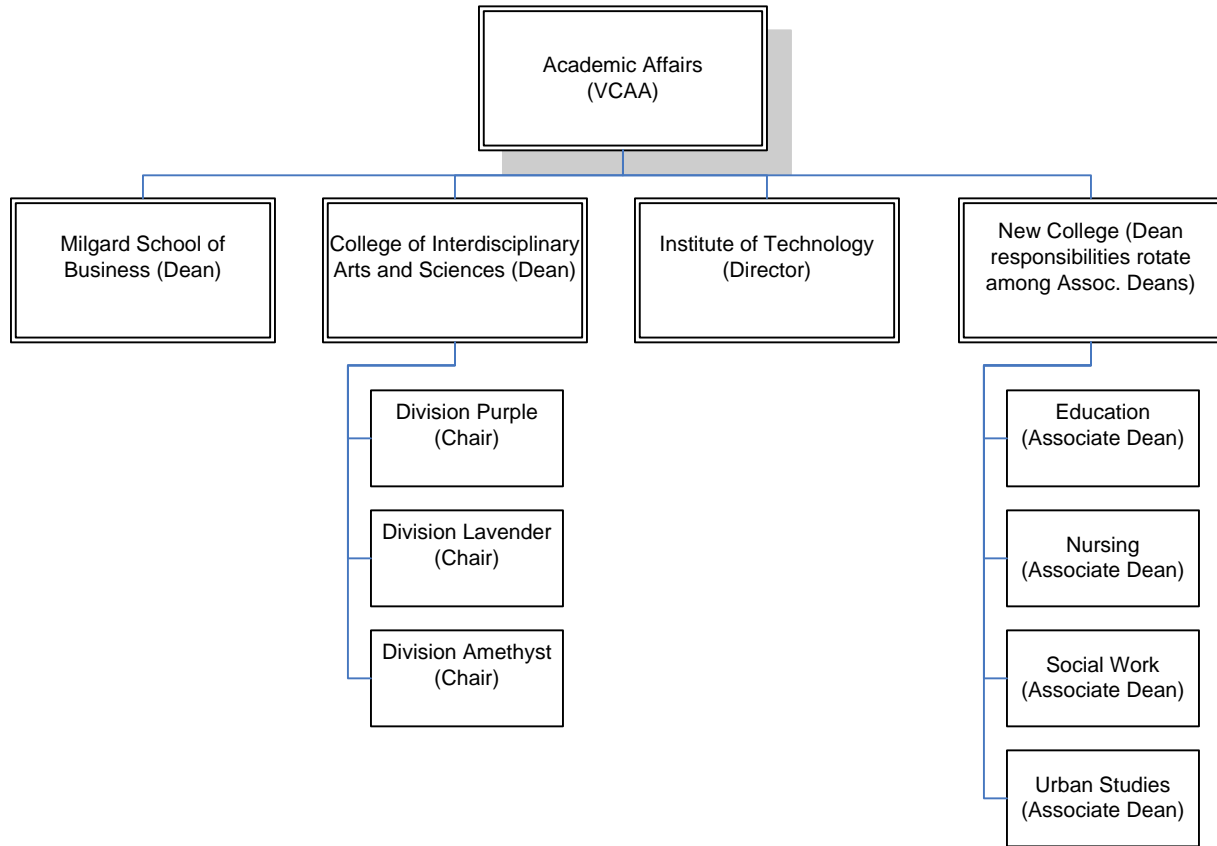 Academic Affairs
(VCAA)
Milgard School of
Business (Dean)
College of Interdisciplinary
Arts and Sciences (Dean)
Institute of Technology
(Director)
New College (Dean
responsibilities rotate
among Assoc. Deans)
Division Purple
(Chair)
Division Lavender
(Chair)
Division Amethyst
(Chair)
Education
(Associate Dean)
Nursing
(Associate Dean)
Social Work
(Associate Dean)
Urban Studies
(Associate Dean)